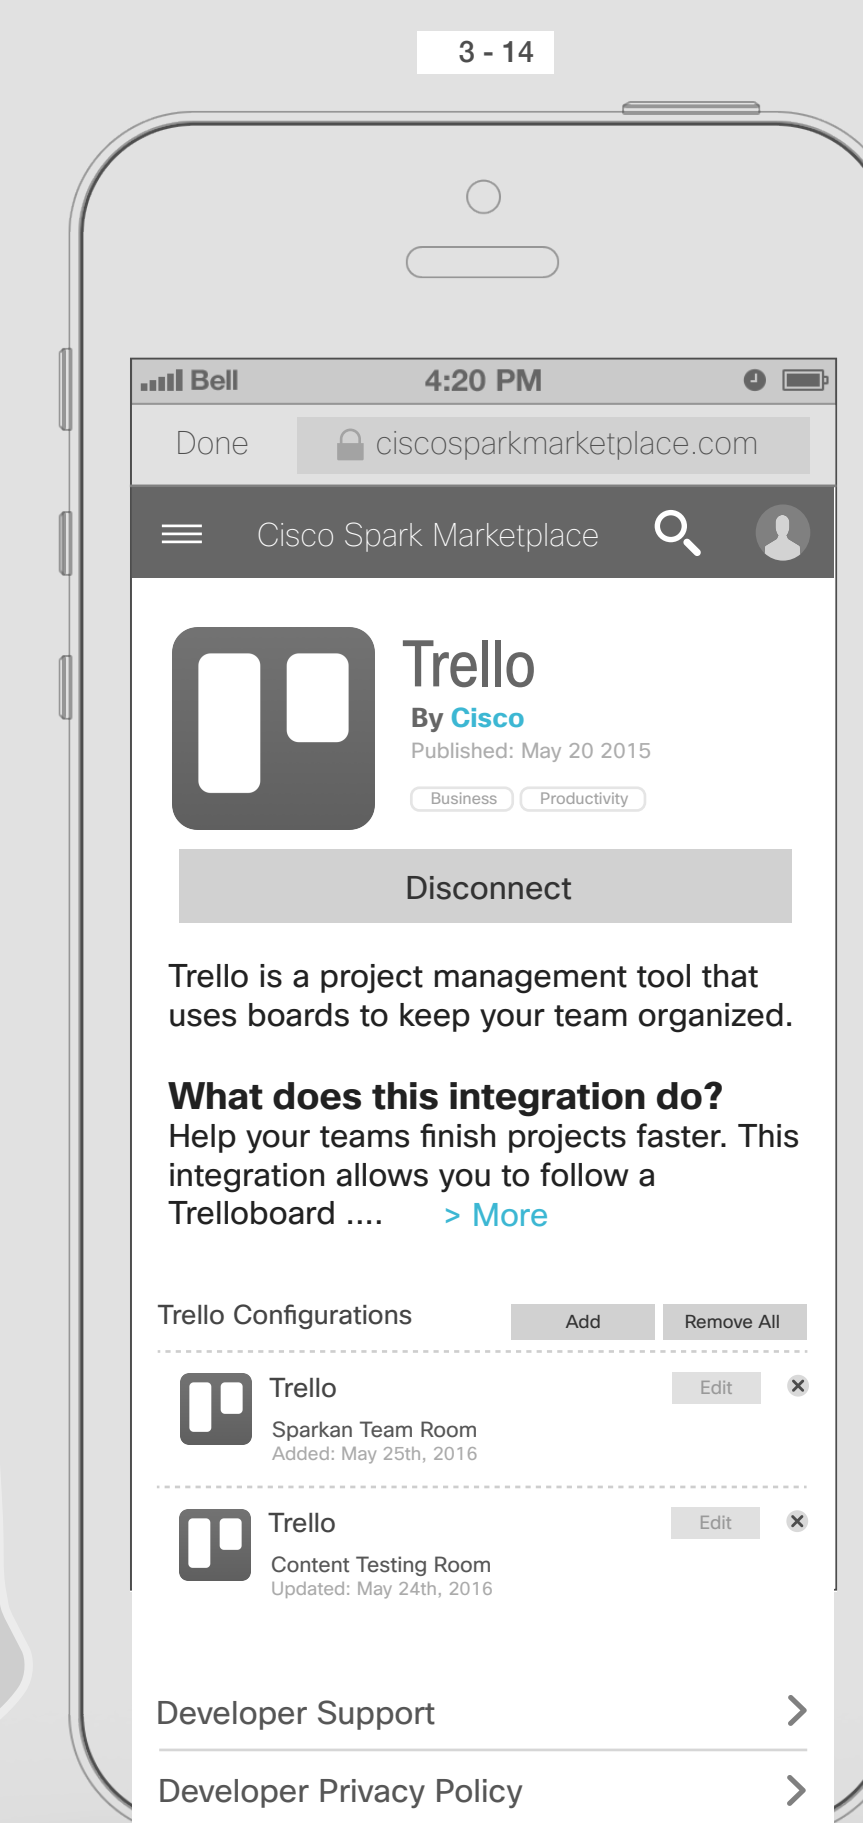 3 - 14
Bell 4:20 PM
Done ciscosparkmarketplace.com
Cisco Spark Marketplace
Trello
By Cisco
Published: May 20 2015
Business Productivity
Disconnect
Trello is a project management tool that
uses boards to keep your team organized.
What does this integration do?
Help your teams finish projects faster. This
integration allows you to follow a
Trelloboard .... > More
Trello Configurations Add Remove All
Trello Edit
Sparkan Team Room
Added: May 25th, 2016
Trello Edit
Content Testing Room
Updated: May 24th, 2016
Developer Support
Developer Privacy Policy